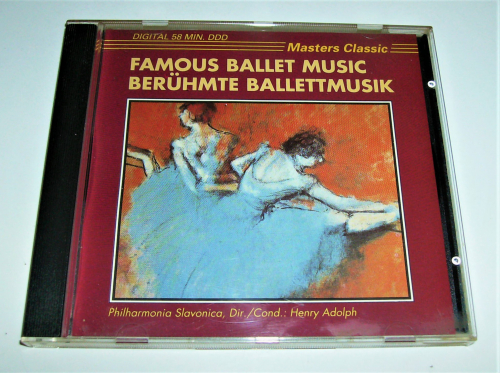 DIGITAL 58 MIN. DDD
Masters Classic
FAMOUS BALLET MUSIC
BERÜHMTE BALLETTMUSIK
Philharmonia Slavonica, Dir./Cond.: Henry Adolph